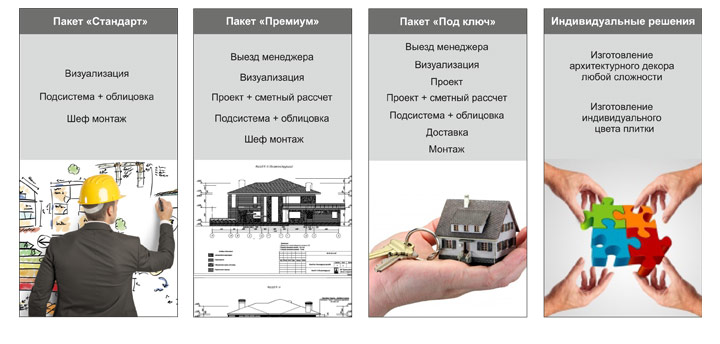 Пакет «Стандарт»
Визуализация
Подсистема + облицовка
Шеф монтаж
Пакет «Премиум»
Выезд менеджера
Визуализация
Проект + сметный рассчет
Подсистема + облицовка
Шеф монтаж
Пакет «Под ключ»
Выезд менеджера
Визуализация
Проект
Проект + сметный рассчет
Подсистема + облицовка
Доставка
Монтаж
Индивидуальные решения
Изготовление
архитектурного декора
любой сложности
Изготовление
индивидуального
цвета плитки